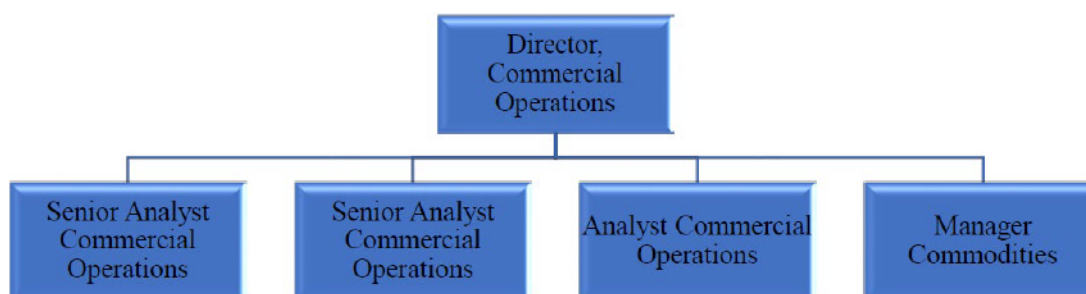 Director,
Commercial
Operations
Senior Analyst
Commercial
Operations
Senior Analyst
Commercial
Operations
Analyst Commercial
Operations
Manager
Commodities